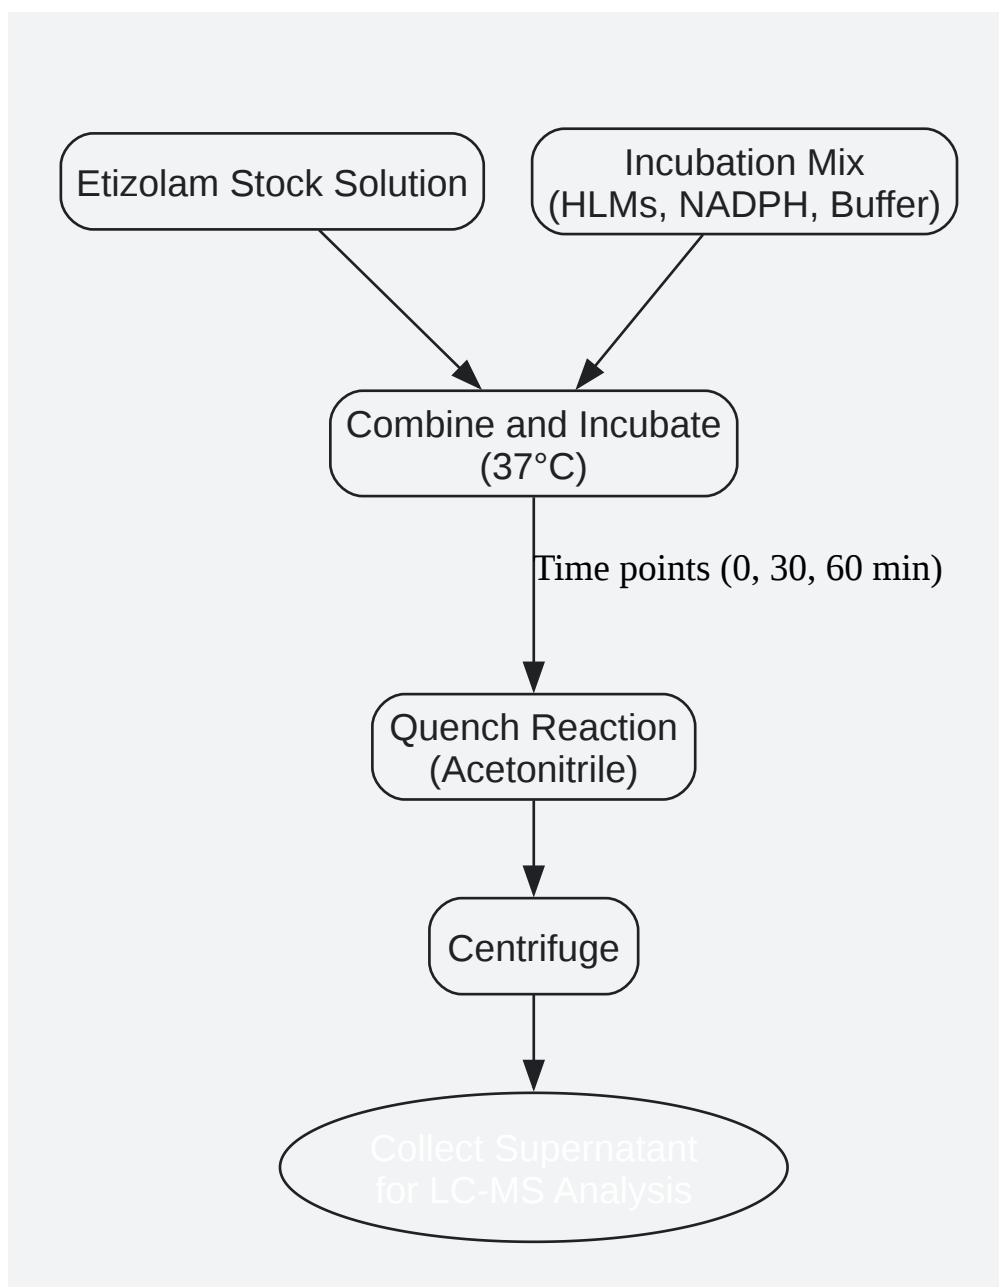 Etizolam Stock Solution
Incubation Mix
(HLMs, NADPH, Buffer)
Combine and Incubate
(37°C)
Time points (0, 30, 60 min)
Quench Reaction
(Acetonitrile)
Centrifuge
Collect Supernatant
for LC-MS Analysis